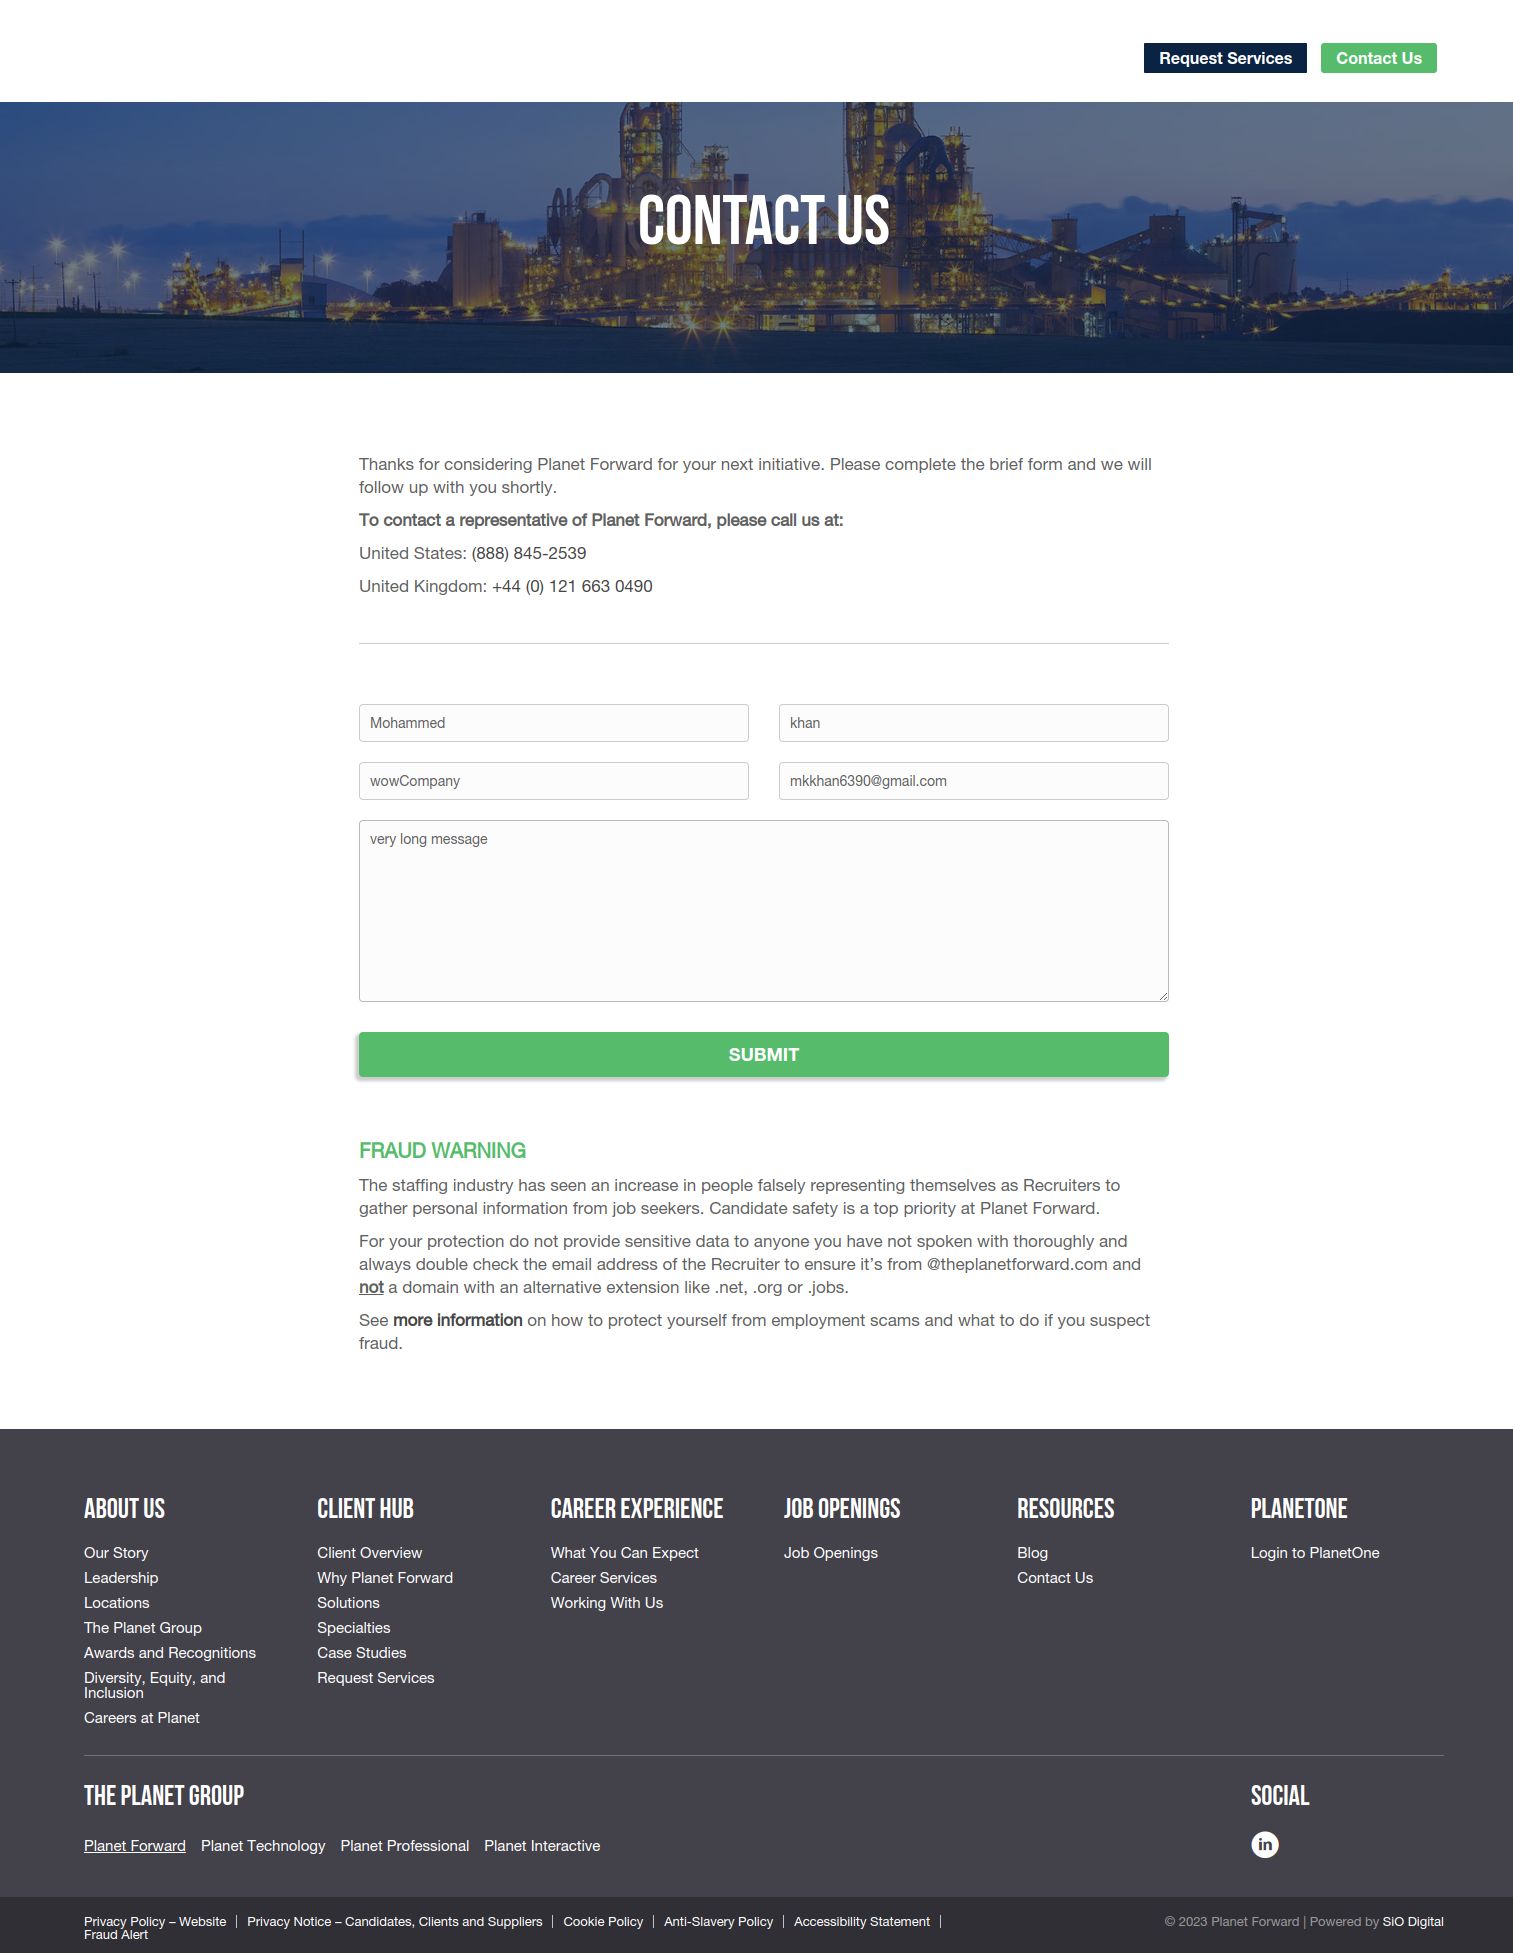 Request Services
Contact Us
CONTACT US
Thanks for considering Planet Forward for your next initiative. Please complete the brief form and we will
follow up with you shortly.
To contact a representative of Planet Forward, please call us at:
United States: (888) 845-2539
United Kingdom: +44 (0) 121 663 0490
Mohammed
khan
wowCompany
mkkhan6390@gmail.com
very long message
SUBMIT
FRAUD WARNING
The staffing industry has seen an increase in people falsely representing themselves as Recruiters to
gather personal information from job seekers. Candidate safety is a top priority at Planet Forward.
For your protection do not provide sensitive data to anyone you have not spoken with thoroughly and
always double check the email address of the Recruiter to ensure it’s from @theplanetforward.com and
not a domain with an alternative extension like .net, .org or .jobs.
See more information on how to protect yourself from employment scams and what to do if you suspect
fraud.
ABOUT US
Our Story
Leadership
Locations
The Planet Group
Awards and Recognitions
Diversity, Equity, and
Inclusion
Careers at Planet
CLIENT HUB
Client Overview
Why Planet Forward
Solutions
Specialties
Case Studies
Request Services
CAREER EXPERIENCE
What You Can Expect
Career Services
Working With Us
JOB OPENINGS
Job Openings
RESOURCES
Blog
Contact Us
PLANETONE
Login to PlanetOne
THE PLANET GROUP
Planet Forward Planet Technology Planet Professional Planet Interactive
SOCIAL
in
Privacy Policy – Website | Privacy Notice – Candidates, Clients and Suppliers | Cookie Policy | Anti-Slavery Policy | Accessibility Statement |
Fraud Alert
© 2023 Planet Forward | Powered by SIO Digital